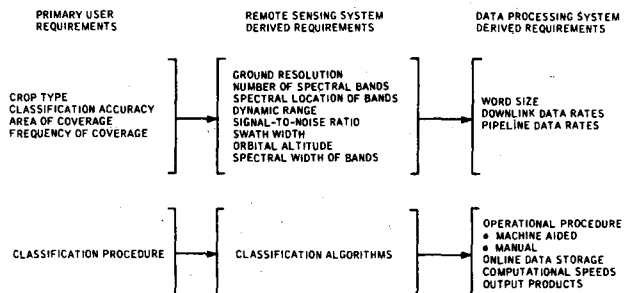 PRIMARY USER
REQUIREMENTS
REMOTE SENSING SYSTEM
DERIVED REQUIREMENTS
DATA PROCESSING SYSTEM
DERIVED REQUIREMENTS
CROP TYPE
CLASSIFICATION ACCURACY
AREA OF COVERAGE
FREQUENCY OF COVERAGE
GROUND RESOLUTION
NUMBER OF SPECTRAL BANDS
SPECTRAL LOCATION OF BANDS
DYNAMIC RANGE
SIGNAL-TO-NOISE RATIO
SWATH WIDTH
ORBITAL ALTITUDE
SPECTRAL WIDTH OF BANDS
WORD SIZE
DOWNLINK DATA RATES
PIPELINE DATA RATES
CLASSIFICATION PROCEDURE
CLASSIFICATION ALGORITHMS
OPERATIONAL PROCEDURE
• MACHINE AIDED
• MANUAL
ONLINE DATA STORAGE
COMPUTATIONAL SPEEDS
OUTPUT PRODUCTS